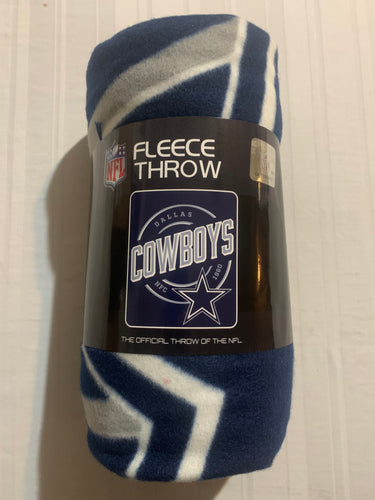 NFL
FLEECE
THROW
DALLAS
COWBOYS
NFC 1960
THE OFFICIAL THROW OF THE NFL